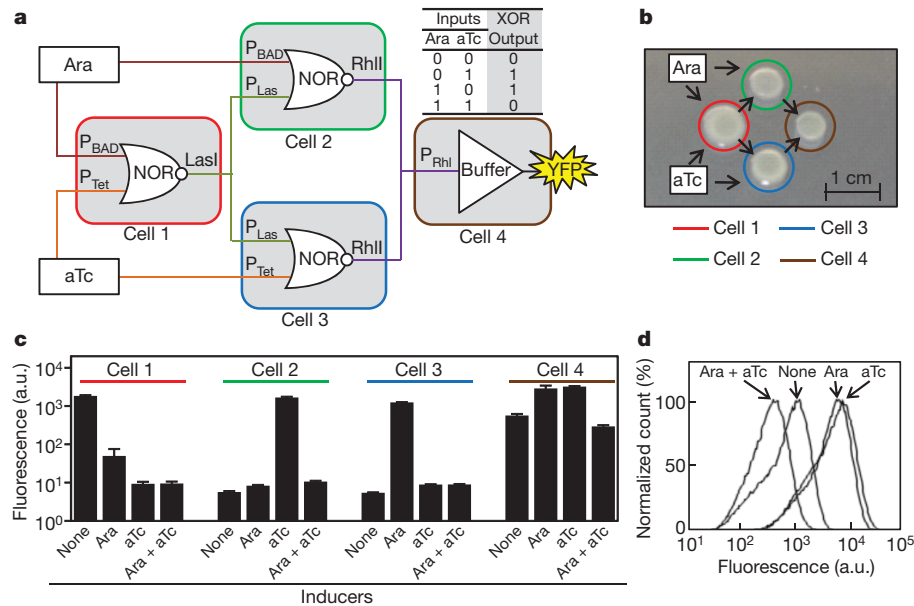 a
Ara
aTc
P_BAD
P_Tet
NOR
LasI
Cell 1
P_BAD
P_Las
NOR
RhlI
Cell 2
P_Las
P_Tet
NOR
RhlI
Cell 3
Inputs XOR
Ara aTc Output
0 0 0
0 1 1
1 0 1
1 1 0
P_Rhl
Buffer
YFP
Cell 4
b
Ara
aTc
1 cm
Cell 1 Cell 3
Cell 2 Cell 4
c
Cell 1 Cell 2 Cell 3 Cell 4
Fluorescence (a.u.)
10^4
10^3
10^2
10^1
10^0
None Ara aTc Ara + aTc None Ara aTc Ara + aTc None Ara aTc Ara + aTc None Ara aTc Ara + aTc
Inducers
d
Ara + aTc None Ara aTc
Normalized count (%)
100
50
0
10^1 10^2 10^3 10^4 10^5
Fluorescence (a.u.)